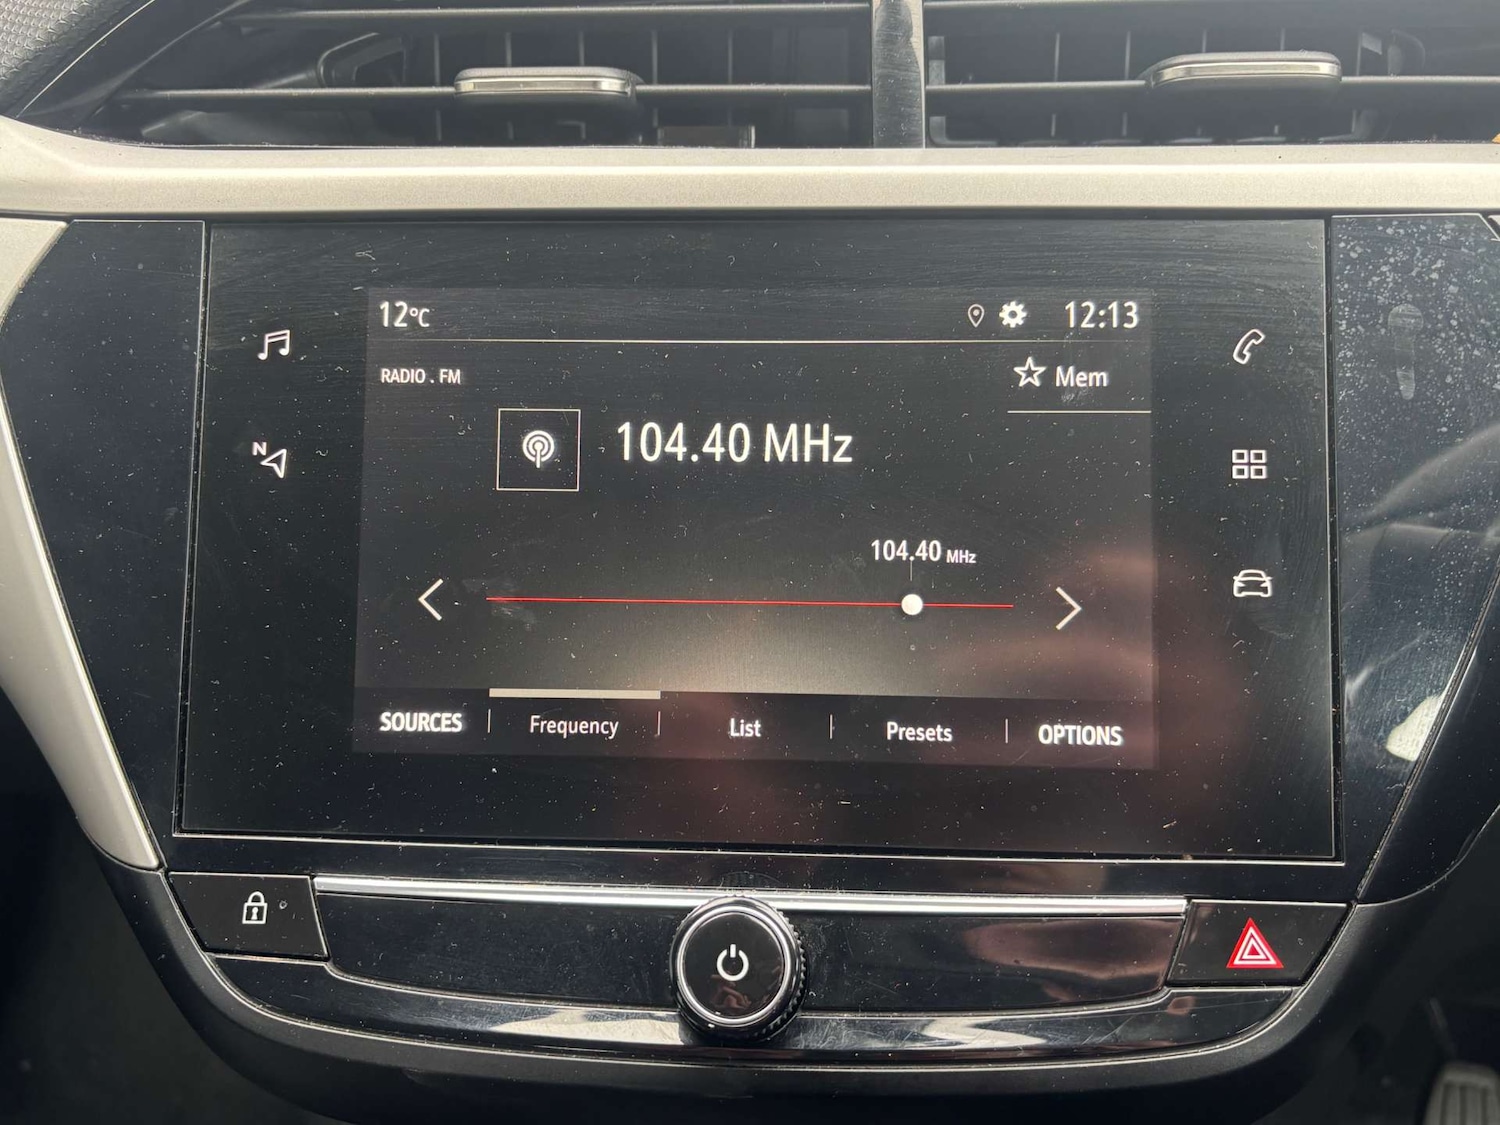 12°C 12:13
RADIO . FM
Mem
104.40 MHz
104.40 MHz
N
SOURCES Frequency List Presets OPTIONS